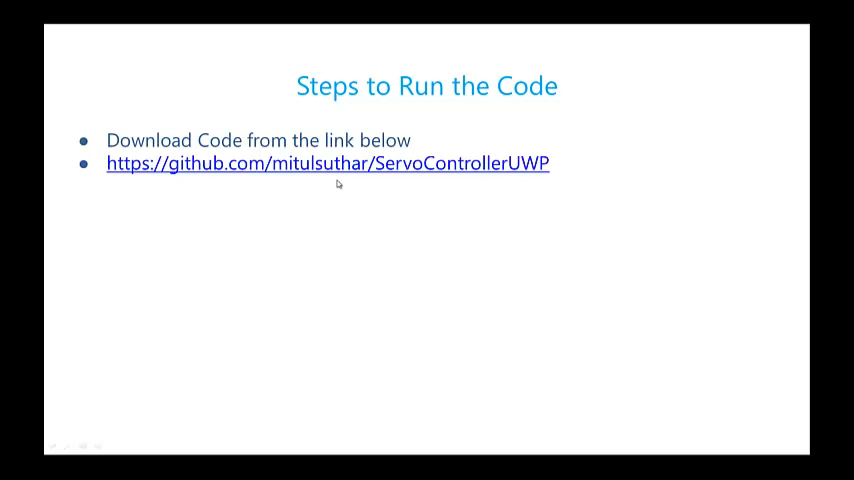 Steps to Run the Code
● Download Code from the link below
● https://github.com/mitulsuthar/ServoControllerUWP